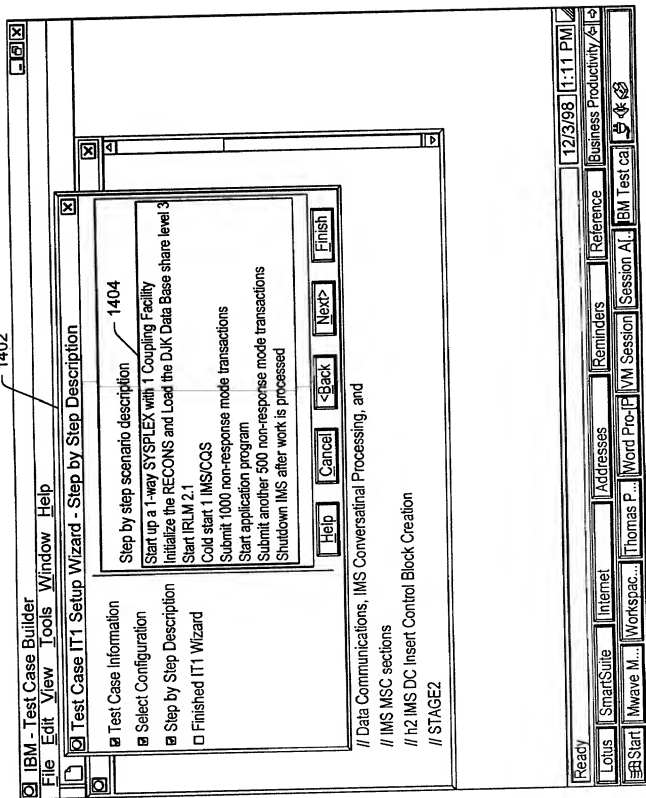 1402
IBM - Test Case Builder
File Edit View Tools Window Help
Test Case IT1 Setup Wizard - Step by Step Description
Test Case Information
Select Configuration
Step by Step Description
Finished IT1 Wizard
Step by step scenario description
1404
Start up a 1-way SYSPLEX with 1 Coupling Facility
Initialize the RECONS and Load the DJK Data Base share level 3
Start IRLM 2.1
Cold start 1 IMS/CQS
Submit 1000 non-response mode transactions
Start application program
Submit another 500 non-response mode transactions
Shutdown IMS after work is processed
Help Cancel <Back Next> Finish
// Data Communications, IMS Conversatinal Processing, and
// IMS MSC sections
// h2 IMS DC Insert Control Block Creation
// STAGE2
Ready 12/3/98 1:11 PM
Lotus SmartSuite Internet Addresses Reminders Reference Business Productivity
Start Mwave M... Workspac... Thomas P... Word Pro-[P VM Session Session A[.. IBM Test ca